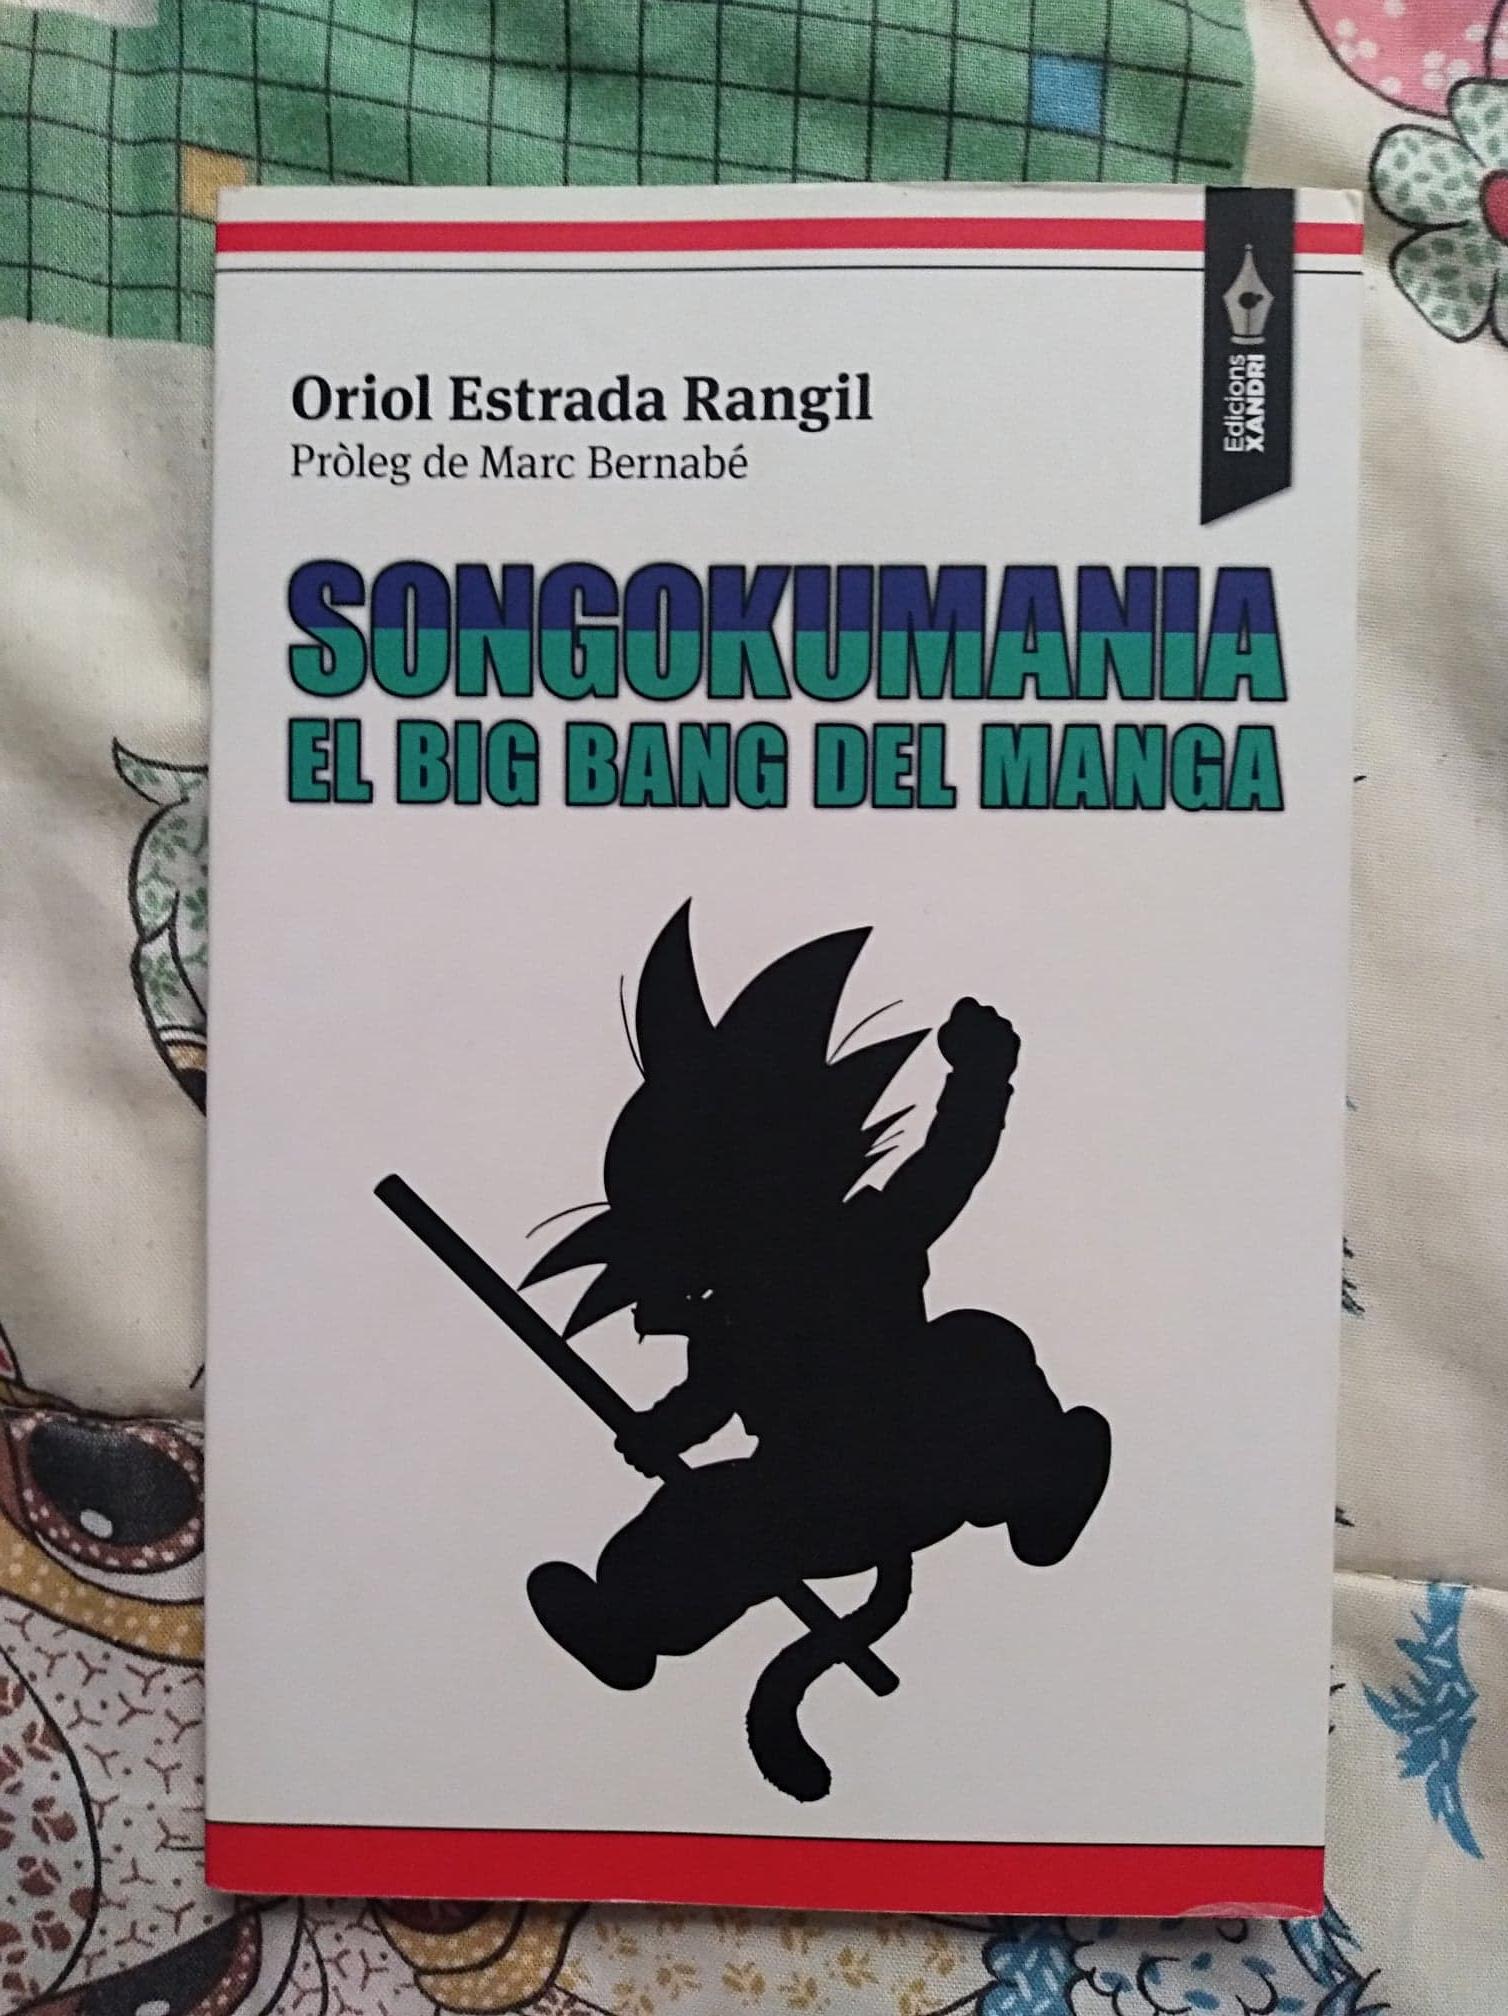 Oriol Estrada Rangil
Pròleg de Marc Bernabé
Edicions
XANDRI
SONGOKUMANIA
EL BIG BANG DEL MANGA